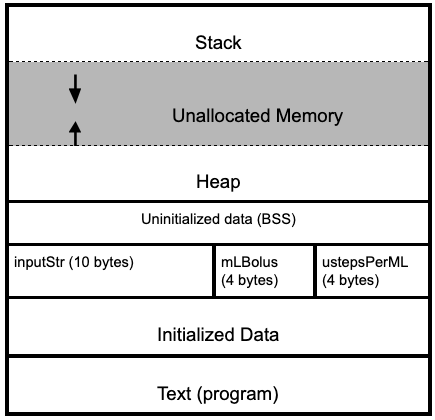 Stack
Unallocated Memory
Heap
Uninitialized data (BSS)
inputStr (10 bytes) mLBolus ustepsPerML
(4 bytes) (4 bytes)
Initialized Data
Text (program)